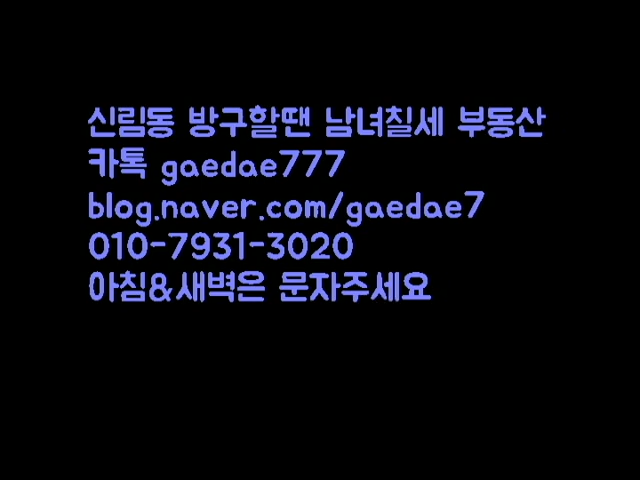 신림동 방구할땐 남녀칠세 부동산
카톡 gaedae777
blog.naver.com/gaedae7
010-7931-3020
아침&새벽은 문자주세요